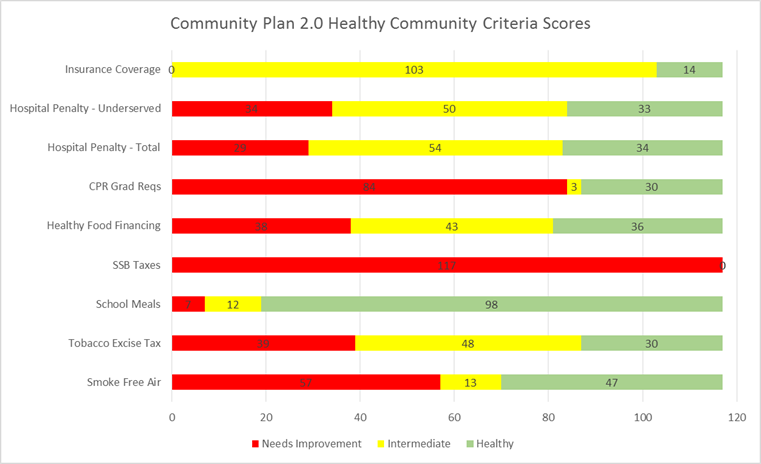 Community Plan 2.0 Healthy Community Criteria Scores
Insurance Coverage 0 103 14
Hospital Penalty - Underserved 34 50 33
Hospital Penalty - Total 29 54 34
CPR Grad Reqs 84 3 30
Healthy Food Financing 38 43 36
SSB Taxes 117 0
School Meals 7 12 98
Tobacco Excise Tax 39 48 30
Smoke Free Air 57 13 47
0 20 40 60 80 100 120
Needs Improvement Intermediate Healthy